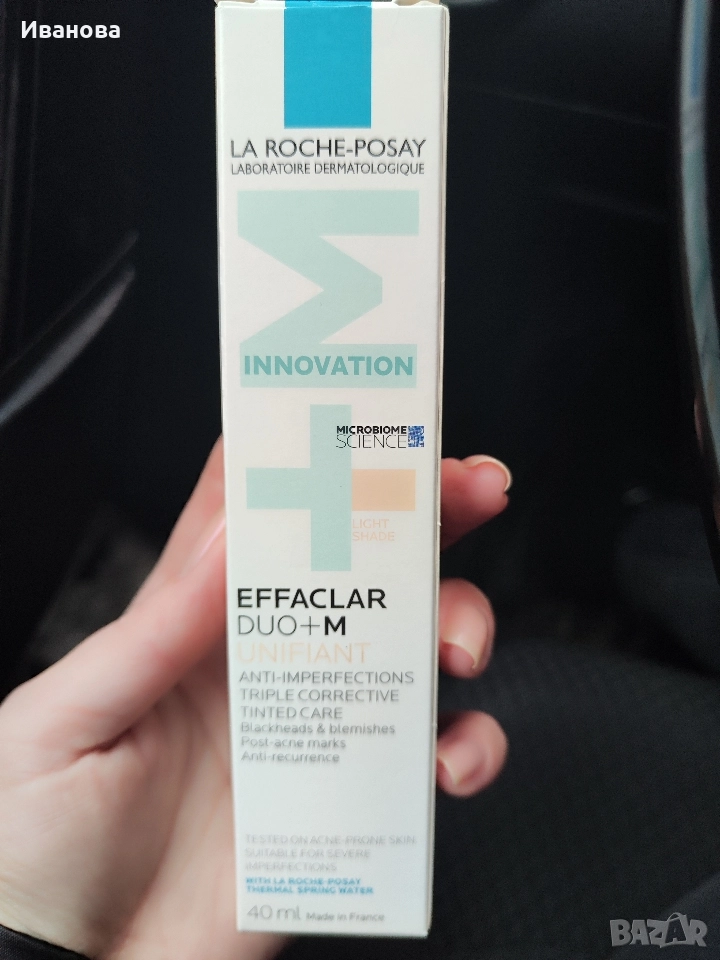 Иванова
LA ROCHE-POSAY
LABORATOIRE DERMATOLOGIQUE
+M
INNOVATION
MICROBIOME
SCIENCE
LIGHT
SHADE
EFFACLAR
DUO+M
UNIFIANT
ANTI-IMPERFECTIONS
TRIPLE CORRECTIVE
TINTED CARE
Blackheads & blemishes
Post-acne marks
Anti-recurrence
TESTED ON ACNE-PRONE SKIN
SUITABLE FOR SEVERE
IMPERFECTIONS
WITH LA ROCHE-POSAY
THERMAL SPRING WATER
40 ml Made in France
BAZAR